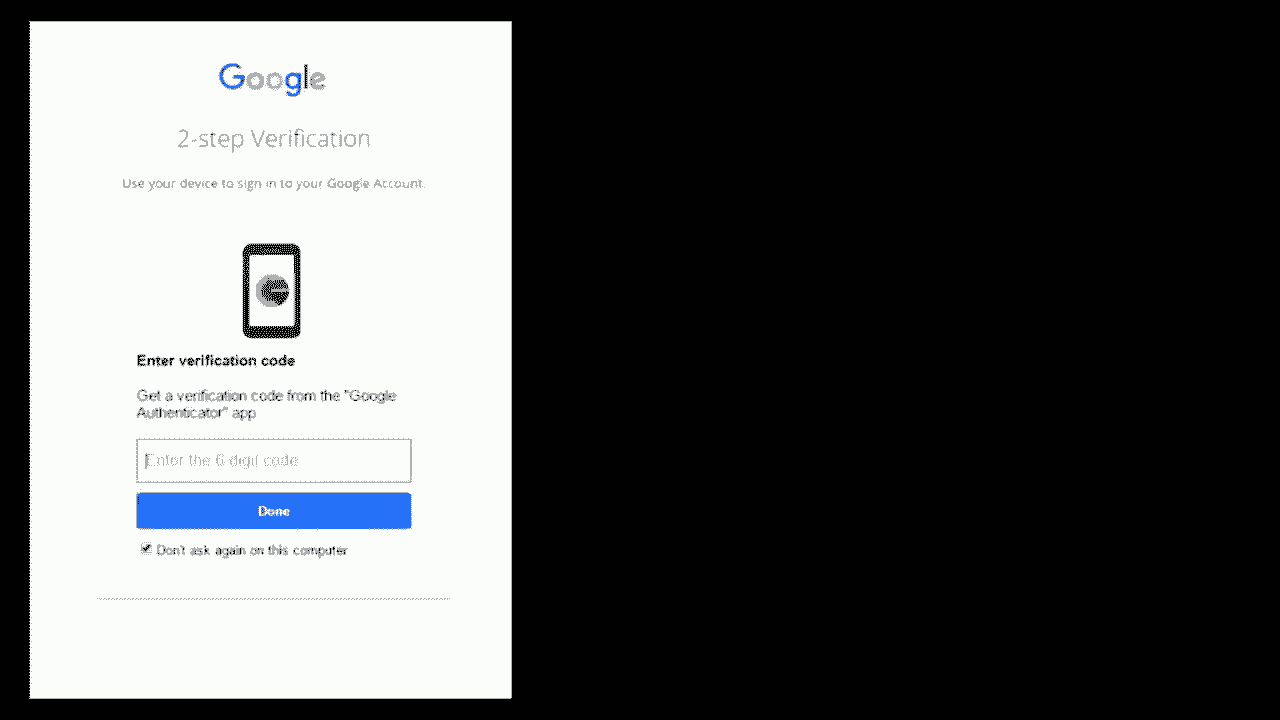 Google
2-step Verification
Use your device to sign in to your Google Account.
Enter verification code
Get a verification code from the "Google
Authenticator" app
Enter the 6 digit code
Done
Don't ask again on this computer